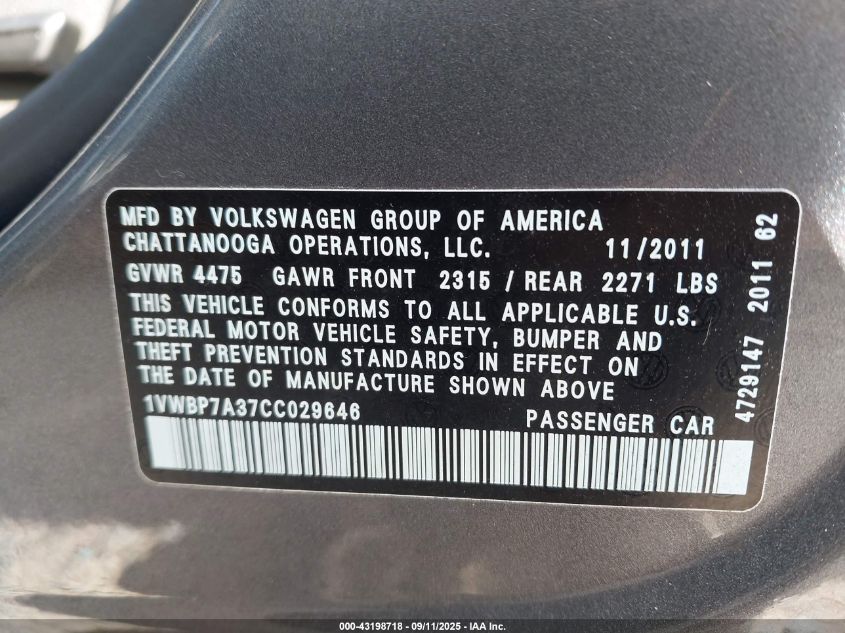 MFD BY VOLKSWAGEN GROUP OF AMERICA
CHATTANOOGA OPERATIONS, LLC. 11/2011
GVWR 4475 GAWR FRONT 2315 / REAR 2271 LBS
THIS VEHICLE CONFORMS TO ALL APPLICABLE U.S.
FEDERAL MOTOR VEHICLE SAFETY, BUMPER AND
THEFT PREVENTION STANDARDS IN EFFECT ON
THE DATE OF MANUFACTURE SHOWN ABOVE
1VWBP7A37CC029646 PASSENGER CAR
4729147 2011 62
000-43198718 - 09/11/2025 - IAA Inc.